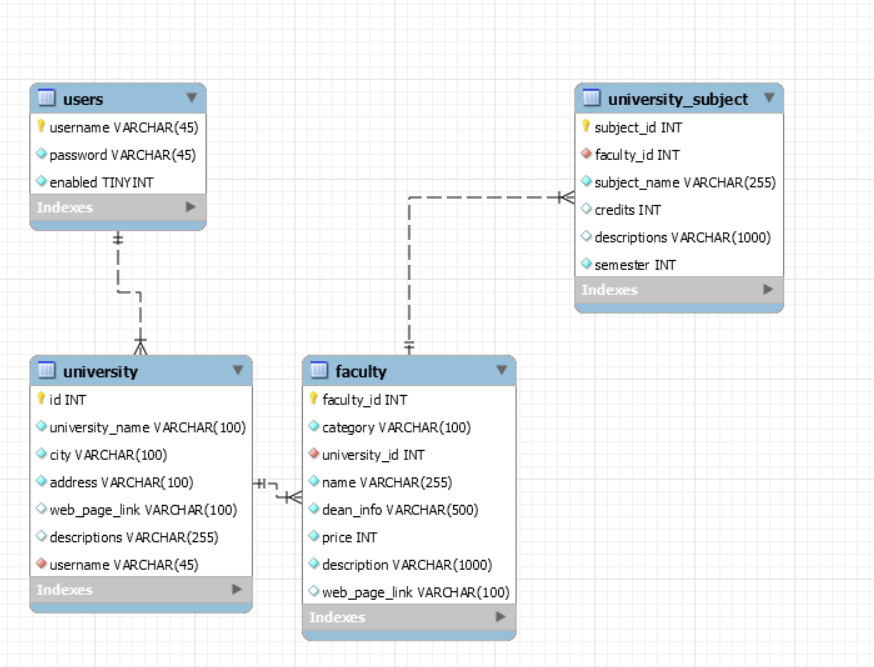 users
username VARCHAR(45)
password VARCHAR(45)
enabled TINYINT
Indexes
university_subject
subject_id INT
faculty_id INT
subject_name VARCHAR(255)
credits INT
descriptions VARCHAR(1000)
semester INT
Indexes
university
id INT
university_name VARCHAR(100)
city VARCHAR(100)
address VARCHAR(100)
web_page_link VARCHAR(100)
descriptions VARCHAR(255)
username VARCHAR(45)
Indexes
faculty
faculty_id INT
category VARCHAR(100)
university_id INT
name VARCHAR(255)
dean_info VARCHAR(500)
price INT
description VARCHAR(1000)
web_page_link VARCHAR(100)
Indexes